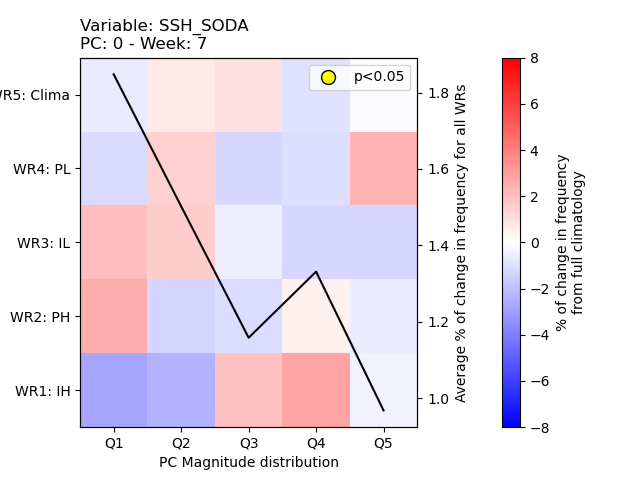 Variable: SSH_SODA
PC: 0 - Week: 7
p<0.05
WR5: Clima
WR4: PL
WR3: IL
WR2: PH
WR1: IH
Q1 Q2 Q3 Q4 Q5
PC Magnitude distribution
1.8
1.6
1.4
1.2
1.0
Average % of change in frequency for all WRs
8
6
4
2
0
−2
−4
−6
−8
% of change in frequency
from full climatology